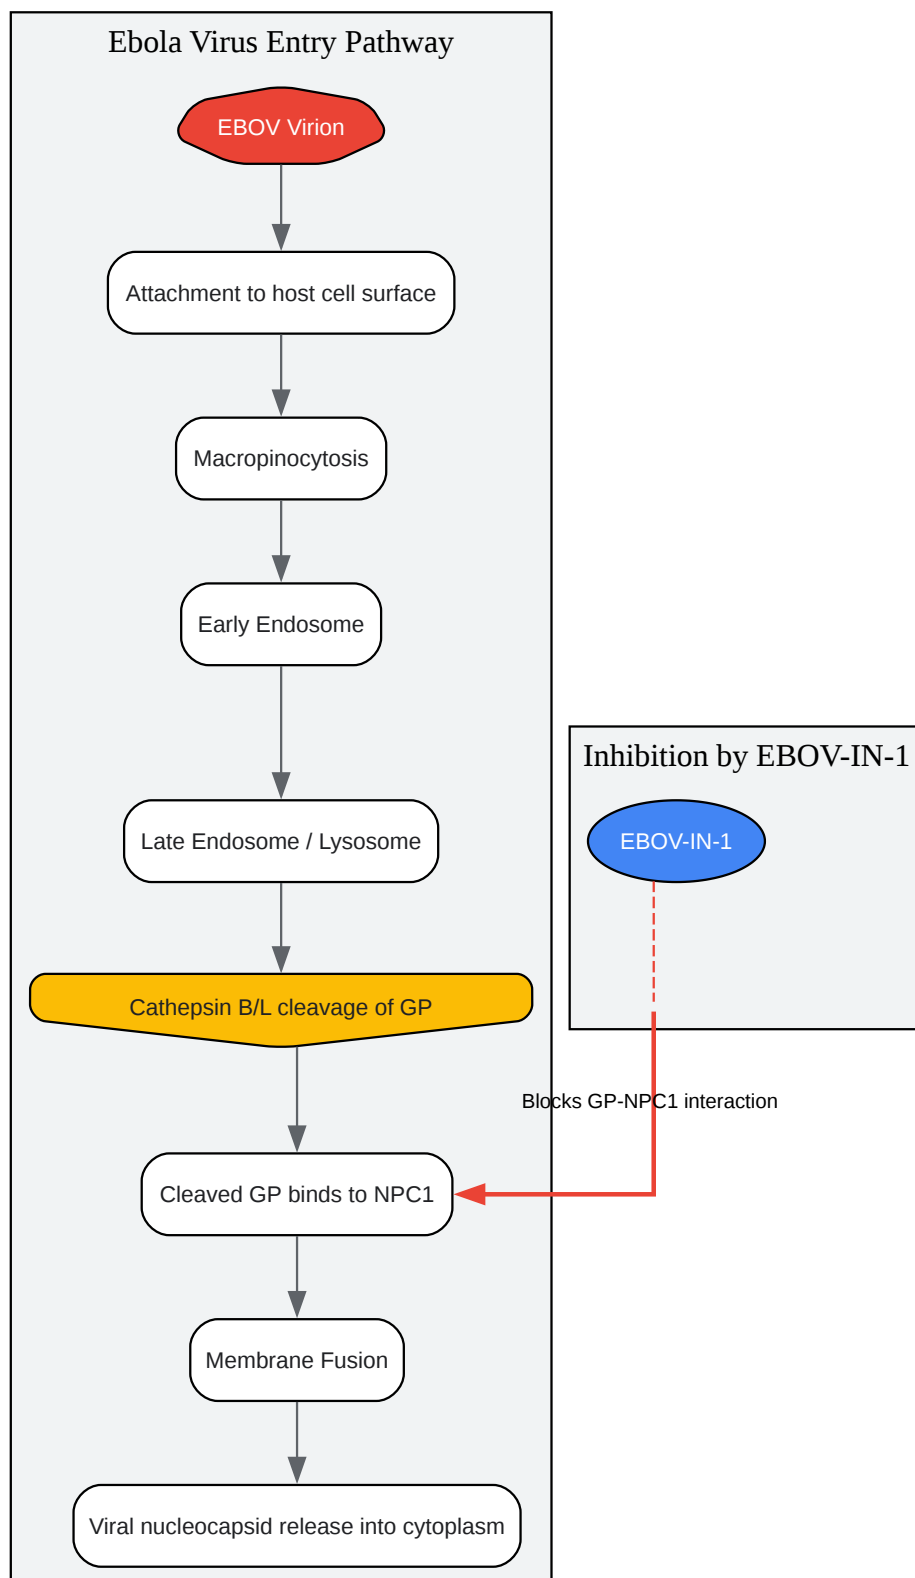 Ebola Virus Entry Pathway
EBOV Virion
Attachment to host cell surface
Macropinocytosis
Early Endosome
Inhibition by EBOV-IN-1
Late Endosome / Lysosome
EBOV-IN-1
Cathepsin B/L cleavage of GP
Blocks GP-NPC1 interaction
Cleaved GP binds to NPC1
Membrane Fusion
Viral nucleocapsid release into cytoplasm